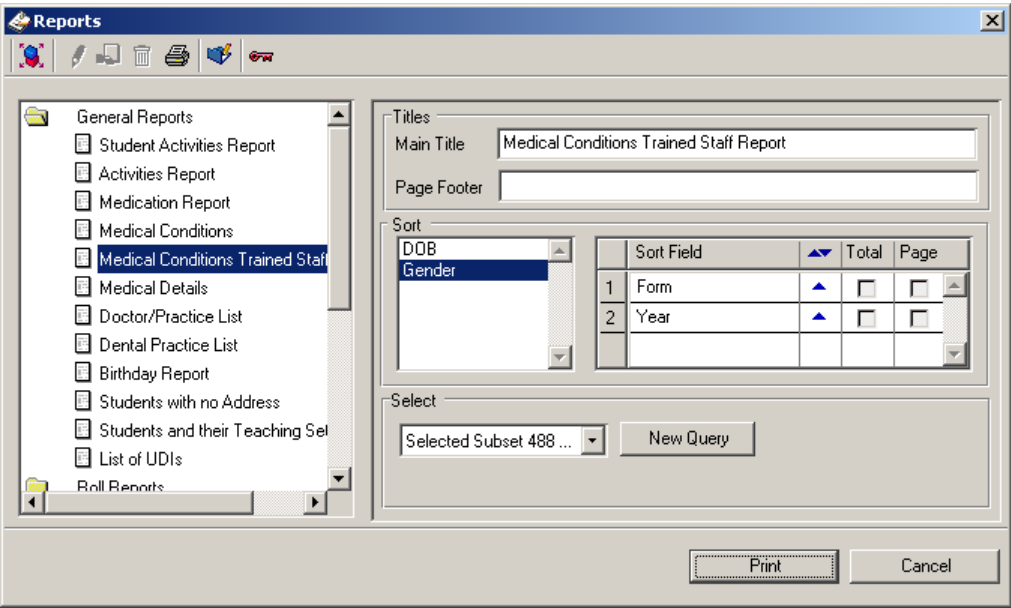 Reports
General Reports
Student Activities Report
Activities Report
Medication Report
Medical Conditions
Medical Conditions Trained Staff
Medical Details
Doctor/Practice List
Dental Practice List
Birthday Report
Students with no Address
Students and their Teaching Set
List of UDIs
Roll Reports
Titles
Main Title Medical Conditions Trained Staff Report
Page Footer
Sort
DOB
Gender
Sort Field Total Page
1 Form
2 Year
Select
Selected Subset 488 ... New Query
Print Cancel